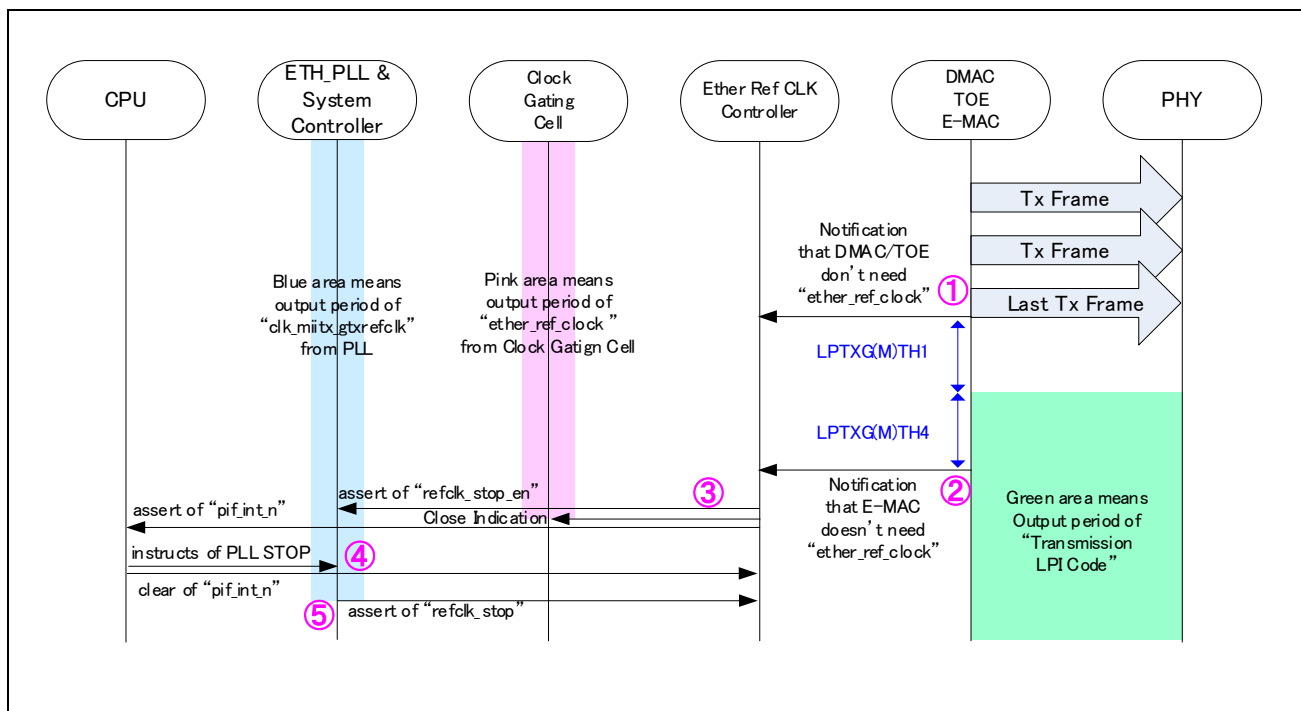 CPU
ETH_PLL &
System
Controller
Clock
Gating
Cell
Ether Ref CLK
Controller
DMAC
TOE
E-MAC
PHY
Tx Frame
Tx Frame
Last Tx Frame
Notification
that DMAC/TOE
don't need
"ether_ref_clock"
①
Blue area means
output period of
"clk_miitx_gtxrefclk"
from PLL
Pink area means
output period of
"ether_ref_clock"
from Clock Gatign Cell
LPTXG(M)TH1
LPTXG(M)TH4
②
Notification
that E-MAC
doesn't need
"ether_ref_clock"
Green area means
Output period of
"Transmission
LPI Code"
③
assert of "refclk_stop_en"
Close Indication
assert of "pif_int_n"
instructs of PLL STOP
④
clear of "pif_int_n"
⑤
assert of "refclk_stop"